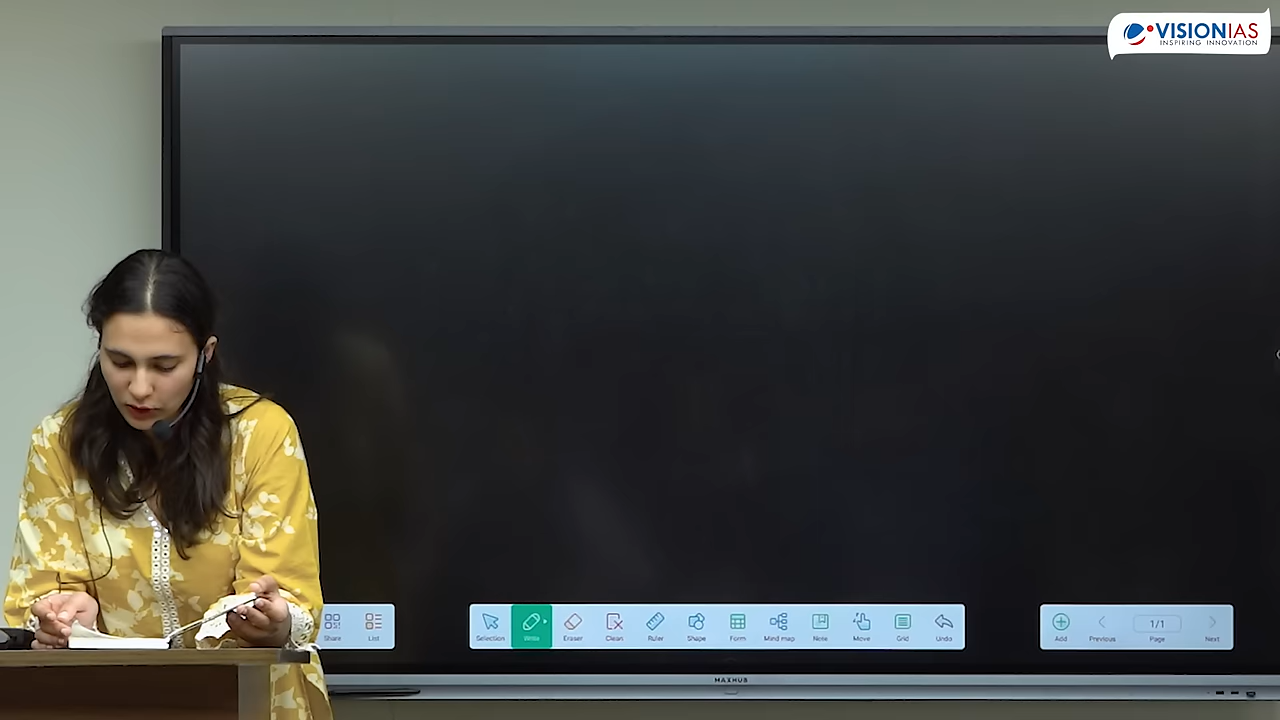 VISIONIAS
INSPIRING INNOVATION
Share List
Selection Write Eraser Clean Ruler Shape Form Mind map Note Move Grid Undo
Add Previous 1/1 Page Next
MAXHUB